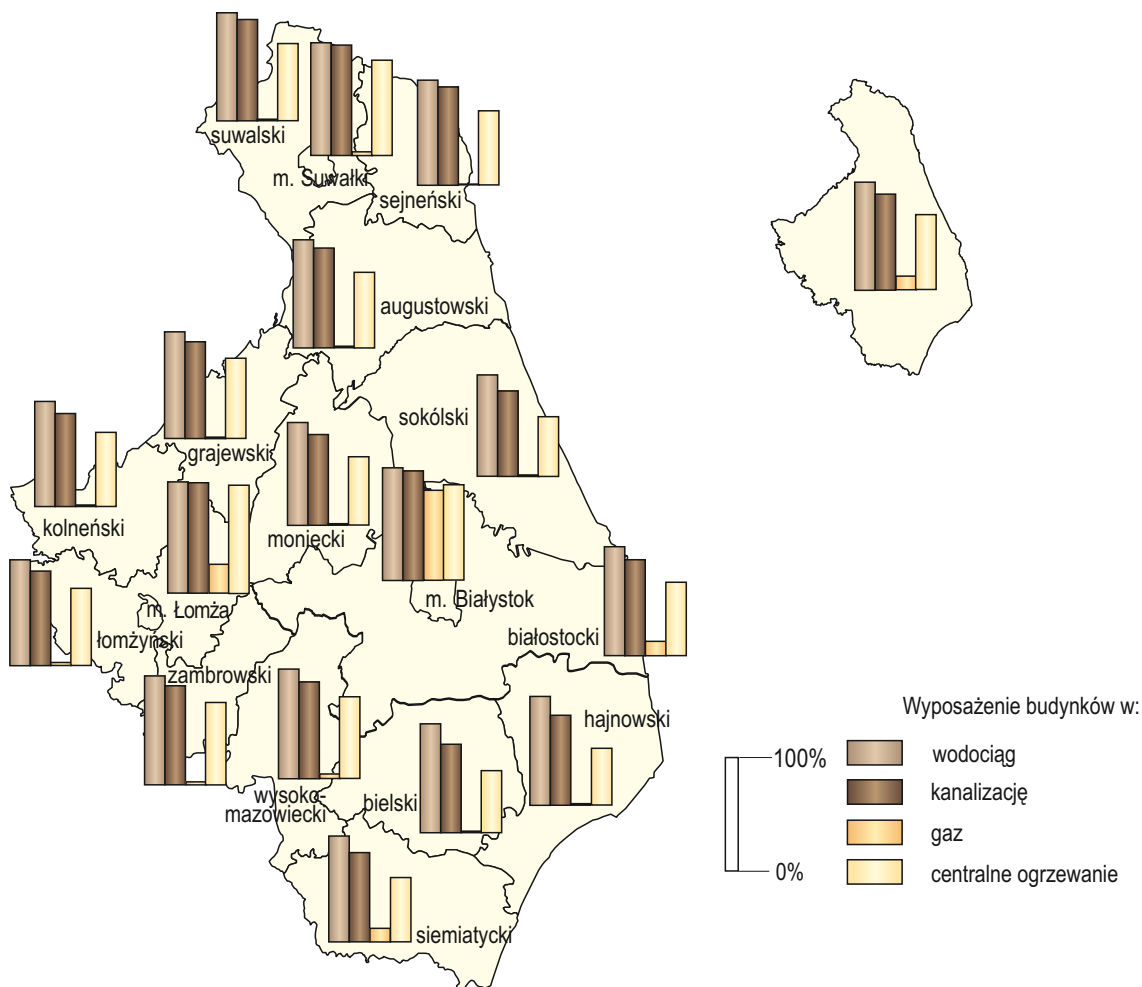 suwalski
m. Suwałki
sejneński
augustowski
grajewski
sokólski
kolneński
moniecki
m. Łomża
m. Białystok
łomżyński
białostocki
zambrowski
hajnowski
wysoko-
mazowiecki
bielski
siemiatycki
Wyposażenie budynków w:
100%
0%
wodociąg
kanalizację
gaz
centralne ogrzewanie